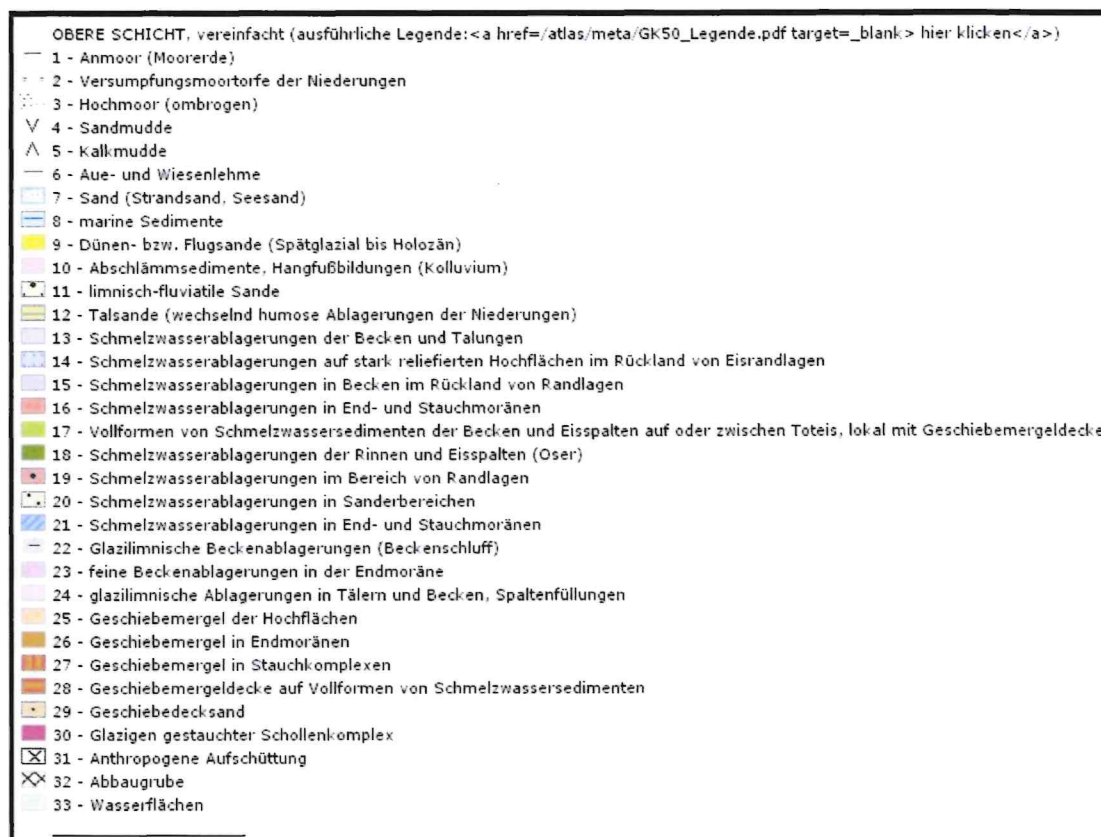 OBERE SCHICHT, vereinfacht (ausführliche Legende:<a href=/atlas/meta/GK50_Legende.pdf target=_blank> hier klicken</a>)
1 - Anmoor (Moorerde)
2 - Versumpfungsmoortorfe der Niederungen
3 - Hochmoor (ombrogen)
4 - Sandmudde
5 - Kalkmudde
6 - Aue- und Wiesenlehme
7 - Sand (Strandsand, Seesand)
8 - marine Sedimente
9 - Dünen- bzw. Flugsande (Spätglazial bis Holozän)
10 - Abschlämmsedimente, Hangfußbildungen (Kolluvium)
11 - limnisch-fluviatile Sande
12 - Talsande (wechselnd humose Ablagerungen der Niederungen)
13 - Schmelzwasserablagerungen der Becken und Talungen
14 - Schmelzwasserablagerungen auf stark reliefierten Hochflächen im Rückland von Eisrandlagen
15 - Schmelzwasserablagerungen in Becken im Rückland von Randlagen
16 - Schmelzwasserablagerungen in End- und Stauchmoränen
17 - Vollformen von Schmelzwassersedimenten der Becken und Eisspalten auf oder zwischen Toteis, lokal mit Geschiebemergeldecke
18 - Schmelzwasserablagerungen der Rinnen und Eisspalten (Oser)
19 - Schmelzwasserablagerungen im Bereich von Randlagen
20 - Schmelzwasserablagerungen in Sanderbereichen
21 - Schmelzwasserablagerungen in End- und Stauchmoränen
22 - Glazilimnische Beckenablagerungen (Beckenschluff)
23 - feine Beckenablagerungen in der Endmoräne
24 - glazilimnische Ablagerungen in Tälern und Becken, Spaltenfüllungen
25 - Geschiebemergel der Hochflächen
26 - Geschiebemergel in Endmoränen
27 - Geschiebemergel in Stauchkomplexen
28 - Geschiebemergeldecke auf Vollformen von Schmelzwassersedimenten
29 - Geschiebedecksand
30 - Glazigen gestauchter Schollenkomplex
31 - Anthropogene Aufschüttung
32 - Abbaugrube
33 - Wasserflächen